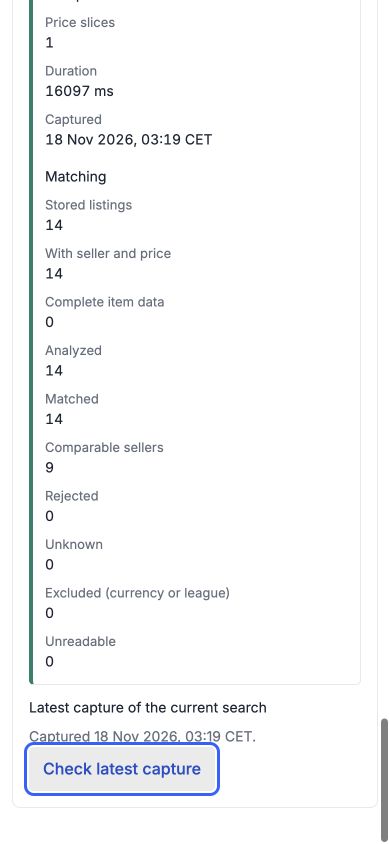 Price slices
1
Duration
16097 ms
Captured
18 Nov 2026, 03:19 CET
Matching
Stored listings
14
With seller and price
14
Complete item data
0
Analyzed
14
Matched
14
Comparable sellers
9
Rejected
0
Unknown
0
Excluded (currency or league)
0
Unreadable
0
Latest capture of the current search
Captured 18 Nov 2026, 03:19 CET.
Check latest capture